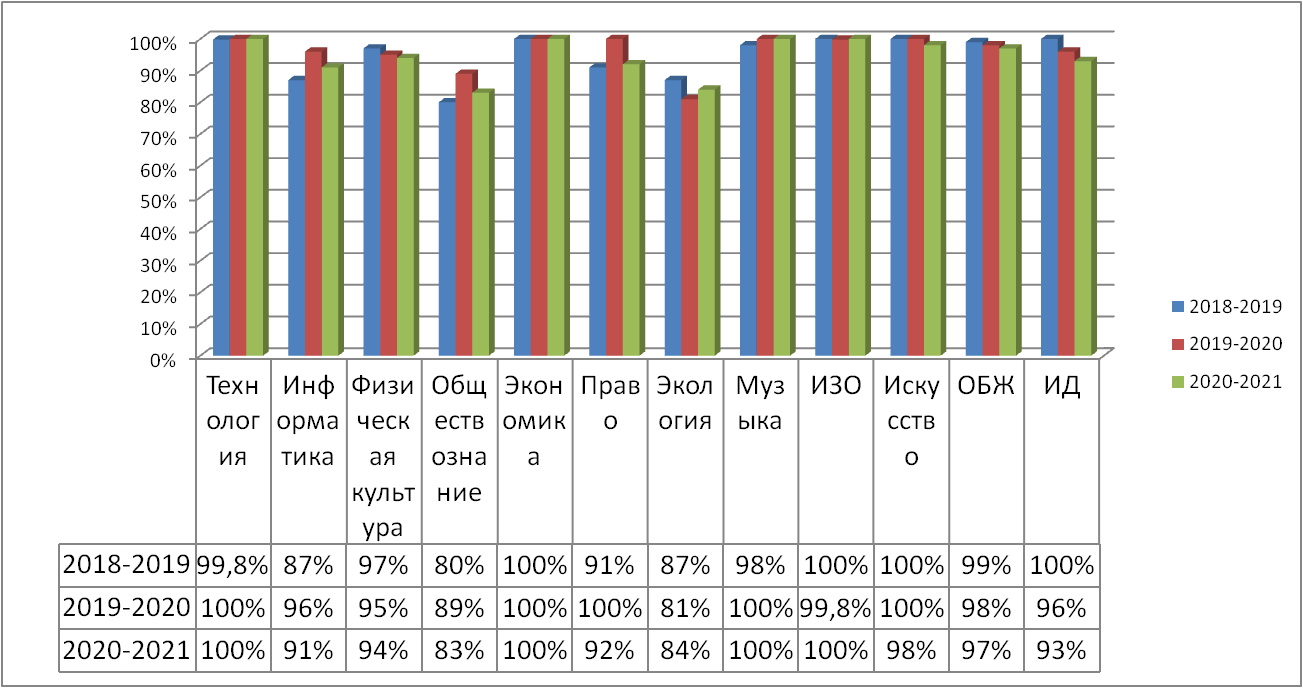 100%
90%
80%
70%
60%
50%
40%
30%
20%
10%
0%
2018-2019
2019-2020
2020-2021
Техн
олог
ия
Инф
орма
тика
Физи
ческ
ая
культ
ура
Общ
еств
озна
ние
Экон
омик
а
Прав
о
Экол
огия
Муз
ыка
ИЗО
Иску
сств
о
ОБЖ
ИД
2018-2019 99,8% 87% 97% 80% 100% 91% 87% 98% 100% 100% 99% 100%
2019-2020 100% 96% 95% 89% 100% 100% 81% 100% 99,8% 100% 98% 96%
2020-2021 100% 91% 94% 83% 100% 92% 84% 100% 100% 98% 97% 93%